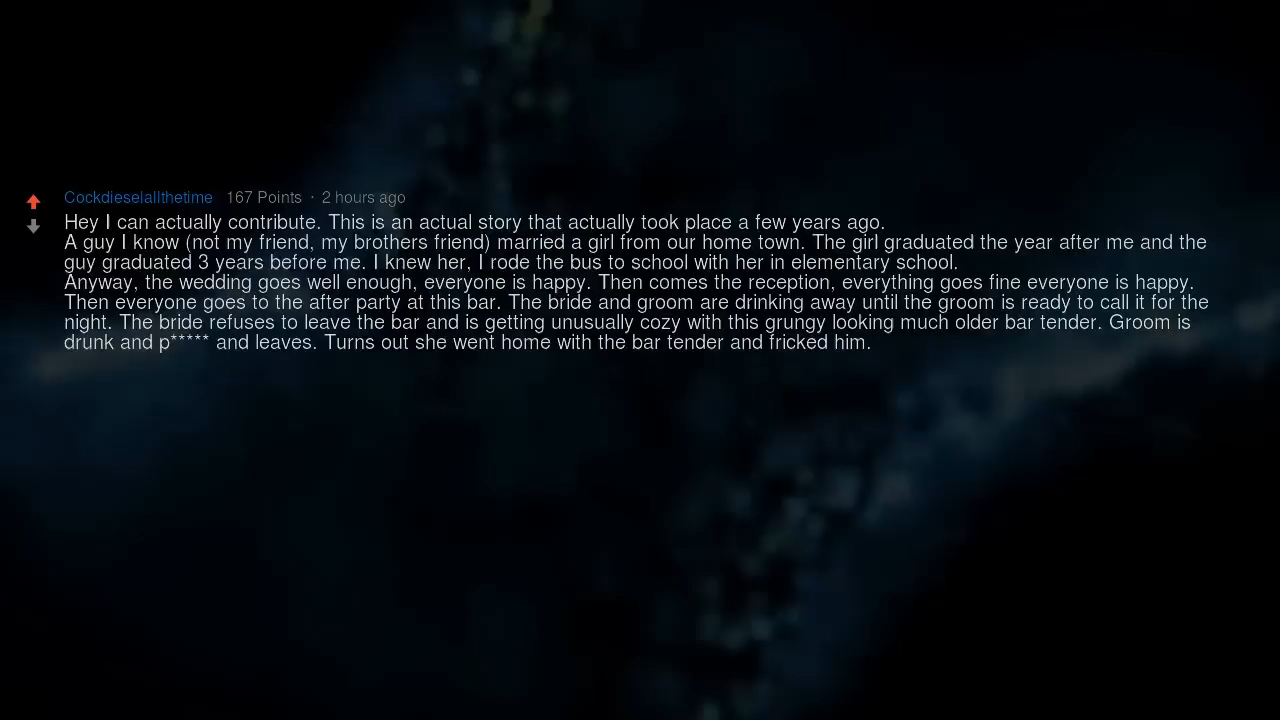 Cockdieselallthetime 167 Points · 2 hours ago
Hey I can actually contribute. This is an actual story that actually took place a few years ago.
A guy I know (not my friend, my brothers friend) married a girl from our home town. The girl graduated the year after me and the
guy graduated 3 years before me. I knew her, I rode the bus to school with her in elementary school.
Anyway, the wedding goes well enough, everyone is happy. Then comes the reception, everything goes fine everyone is happy.
Then everyone goes to the after party at this bar. The bride and groom are drinking away until the groom is ready to call it for the
night. The bride refuses to leave the bar and is getting unusually cozy with this grungy looking much older bar tender. Groom is
drunk and p***** and leaves. Turns out she went home with the bar tender and fricked him.